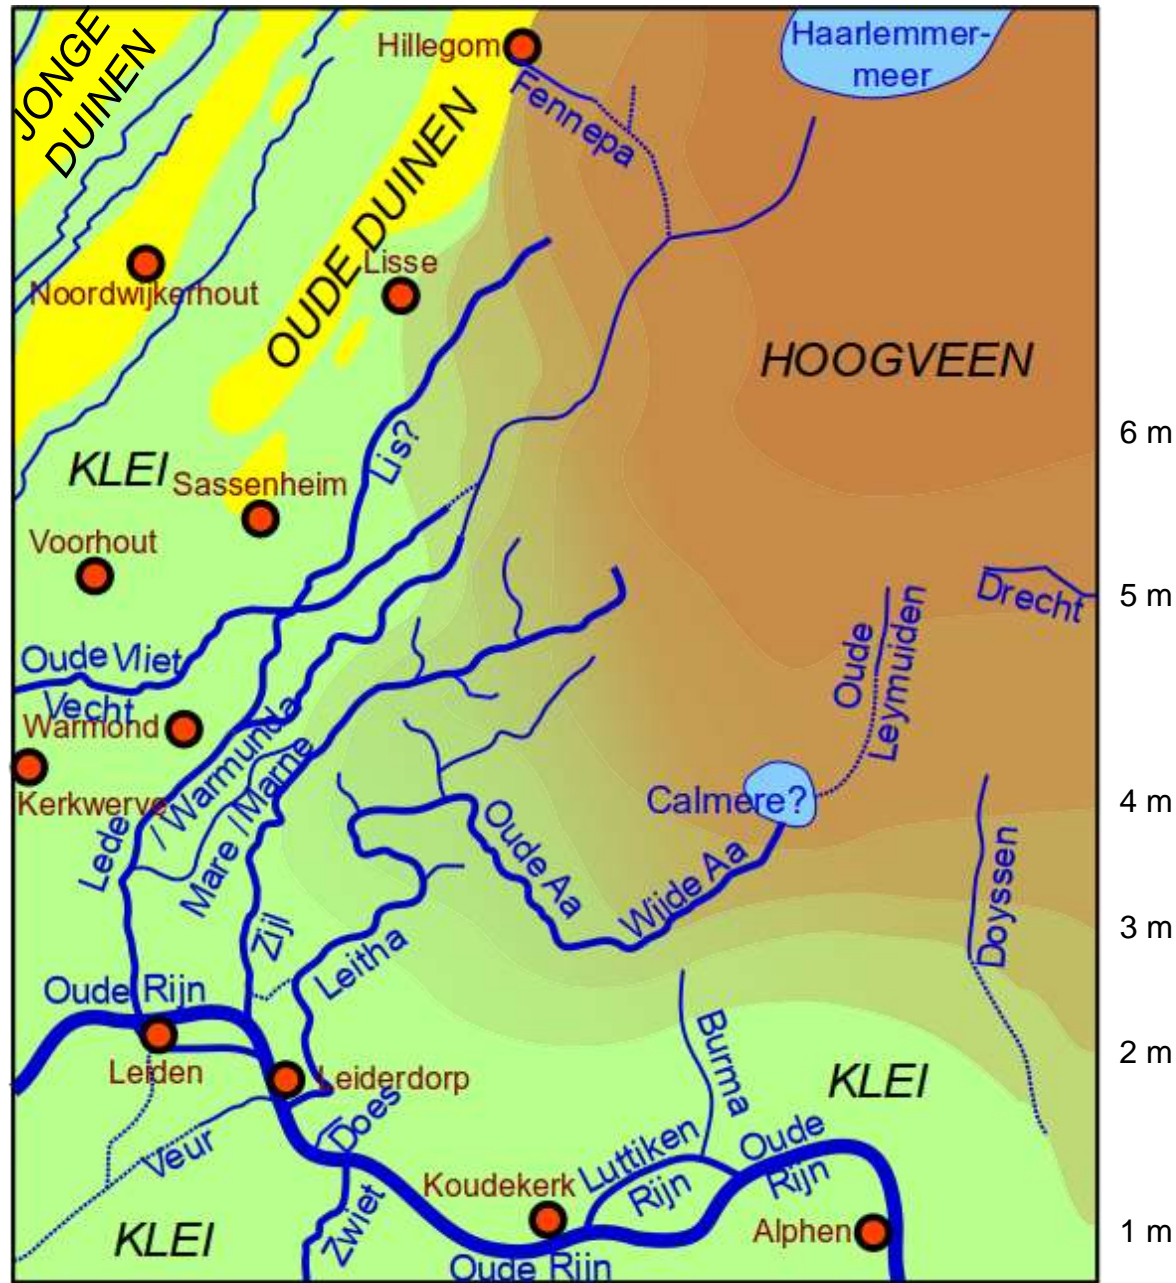 JONGE
DUINEN
Hillegom
Haarlemmer-
meer
Fennepa
OUDE DUINEN
Noordwijkerhout
Lisse
HOOGVEEN
6 m
KLEI
Sassenheim
Lis?
Voorhout
5 m
Drecht
Oude
Leymuiden
Oude Vliet
Vecht
Warmond
Kerkwerve
Lede
/ Warmunda
Mare / Marne
Calmere?
4 m
Oude Aa
Wijde Aa
Doyssen
3 m
Zijl
Leitha
Oude Rijn
Leiden
Leiderdorp
Burma
KLEI
2 m
Does
Veur
Luttiken
Rijn
Oude
Rijn
Koudekerk
Zwiet
KLEI
Oude Rijn
Alphen
1 m